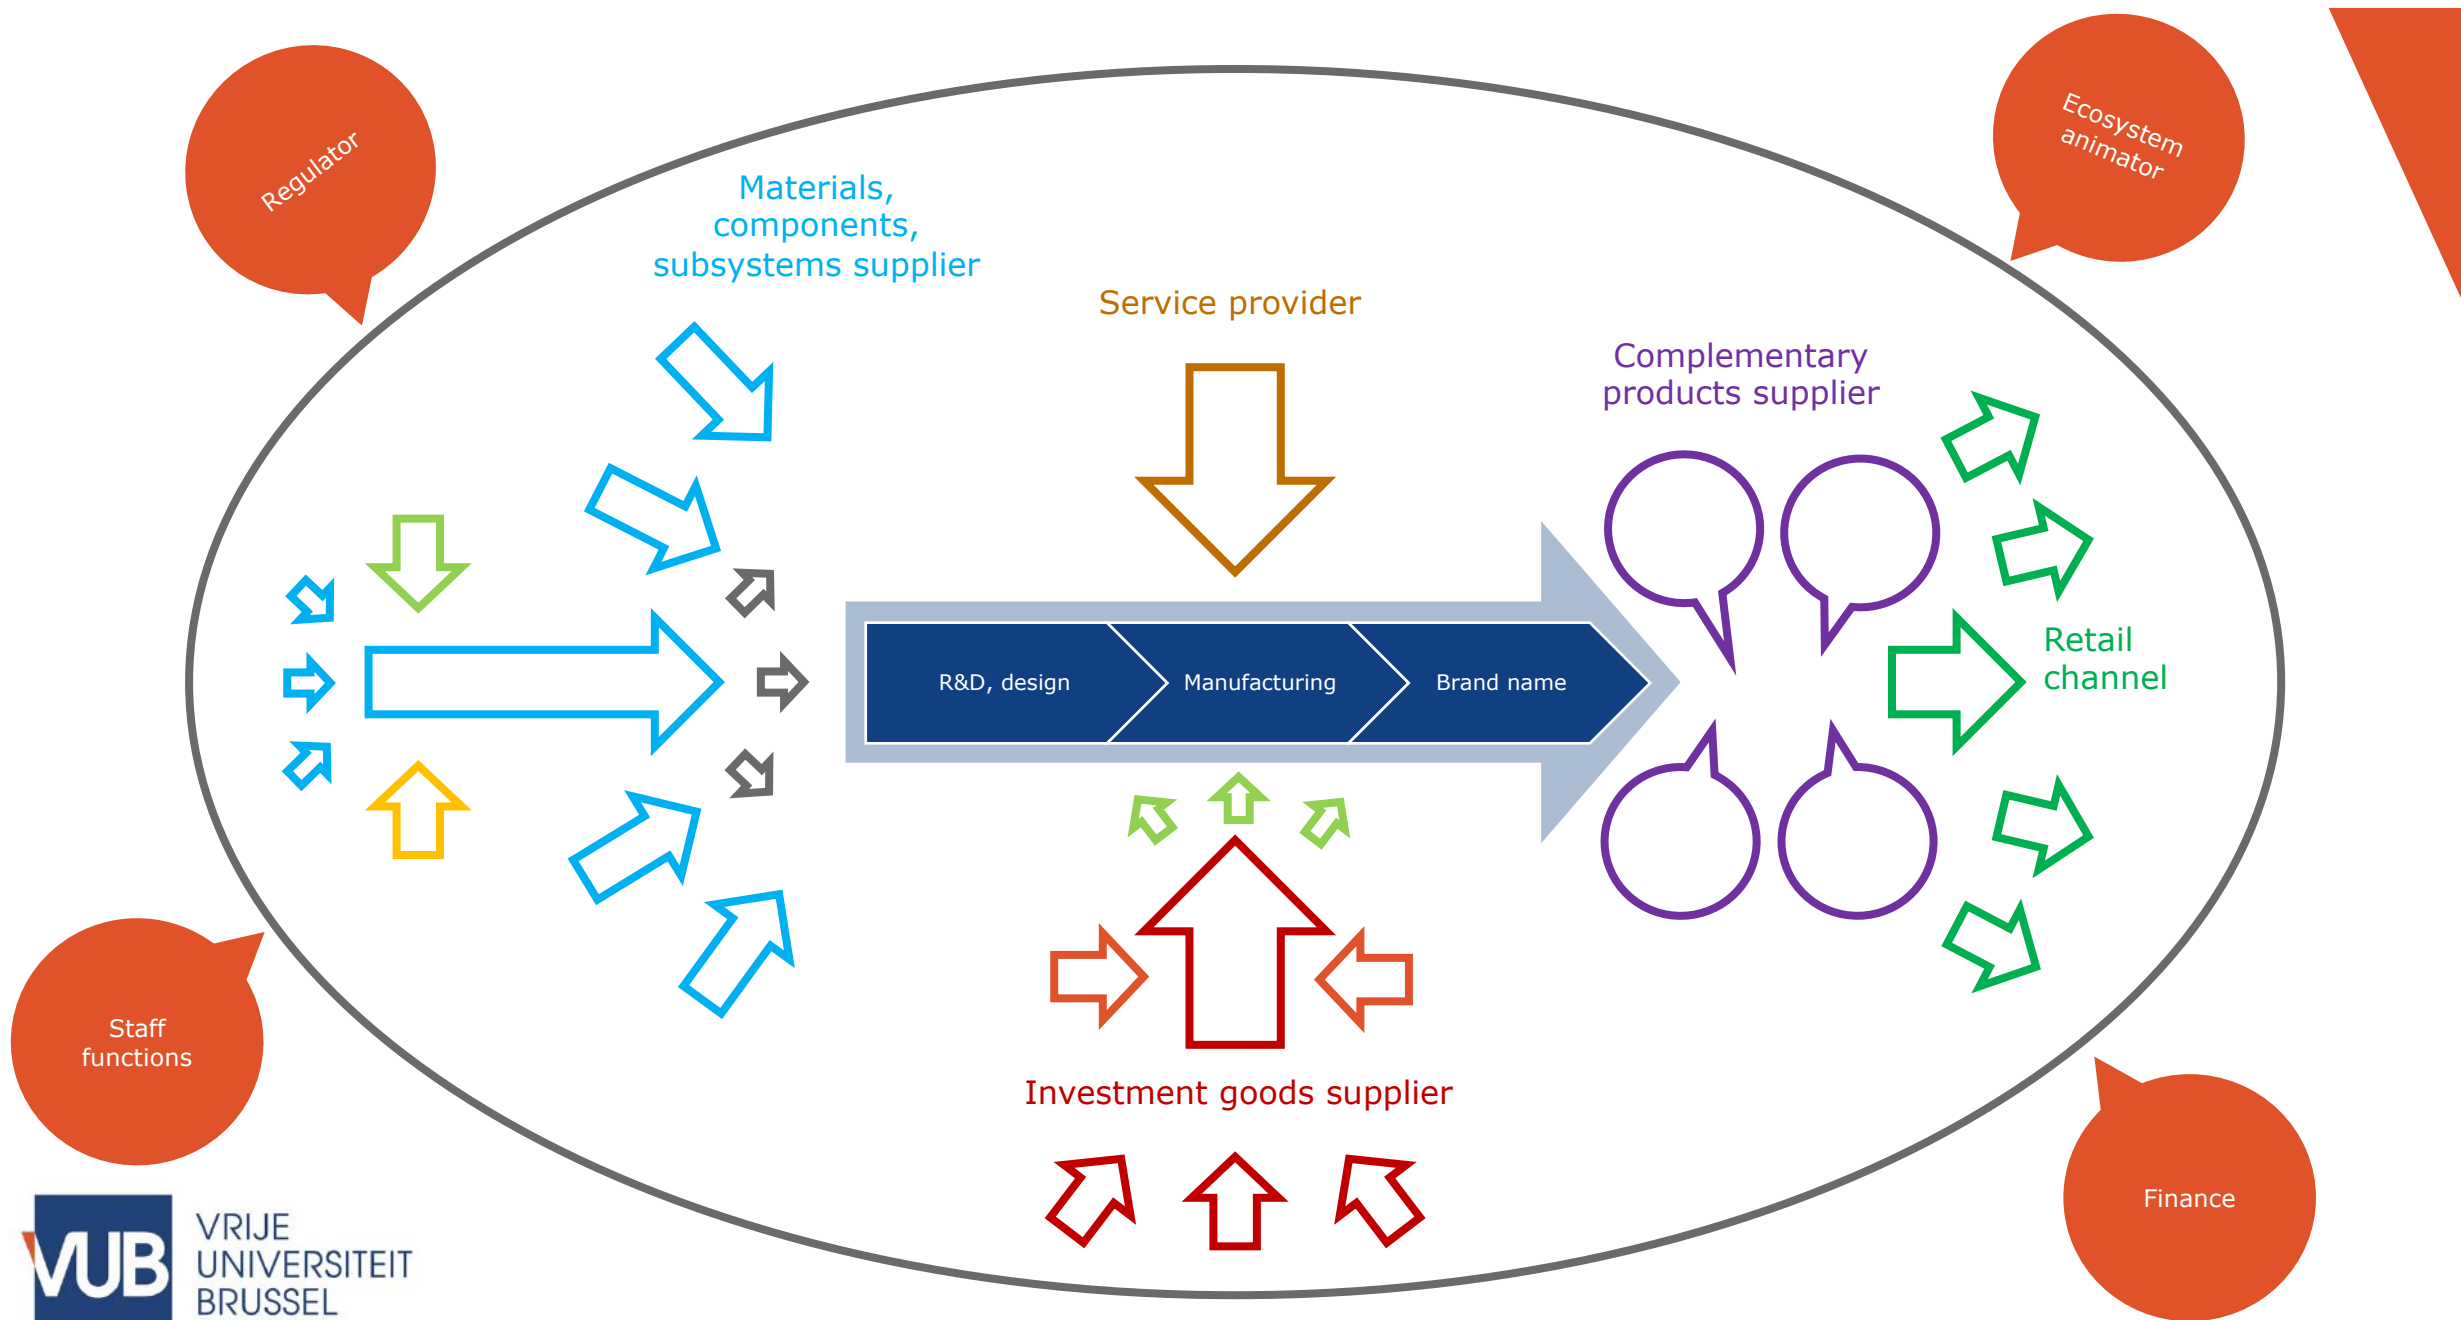 Regulator
Ecosystem
animator
Materials,
components,
subsystems supplier
Service provider
Complementary
products supplier
R&D, design
Manufacturing
Brand name
Retail
channel
Investment goods supplier
Staff
functions
Finance
VUB
VRIJE
UNIVERSITEIT
BRUSSEL